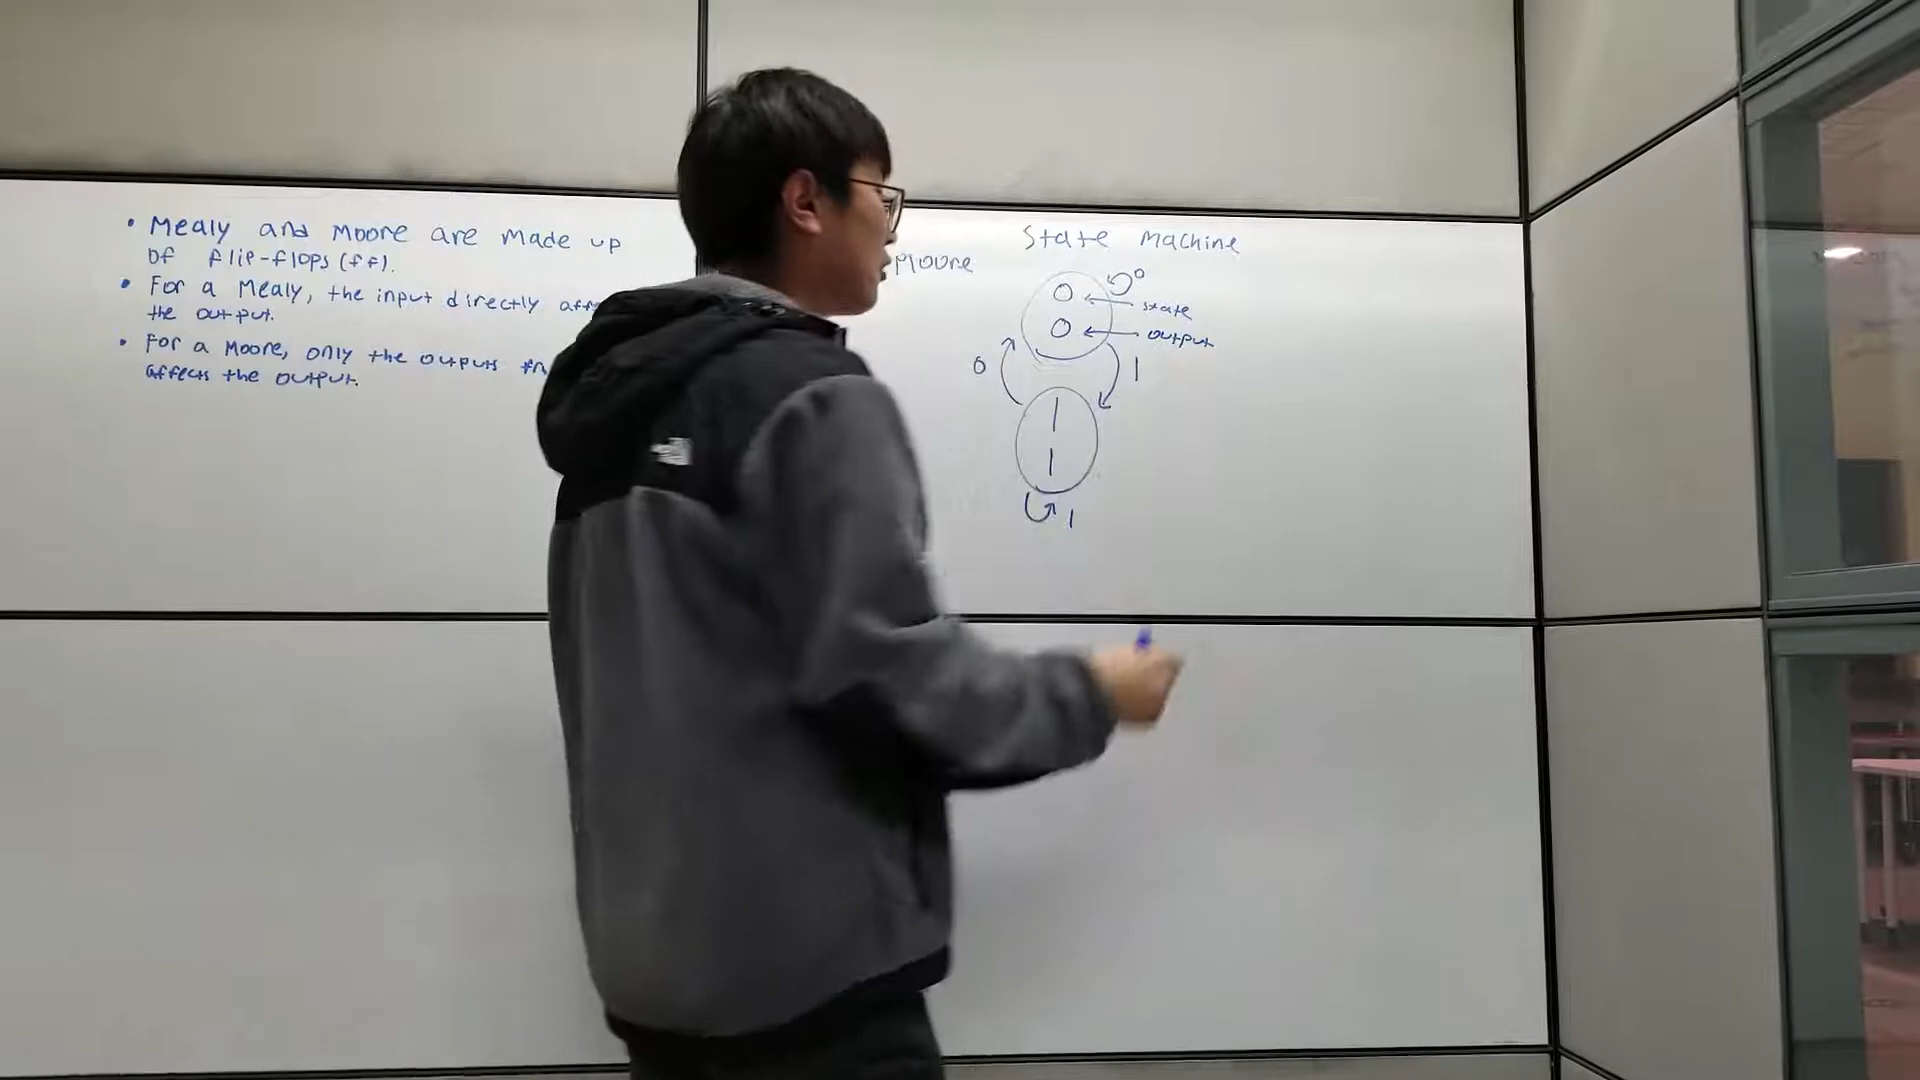 • Mealy and Moore are made up
of flip-flops (ff).
• For a Mealy, the input directly
the output.
• For a Moore, only the outputs
affects the output.
Moore
State Machine
0
0
state
0
output
0
1
1
1
1